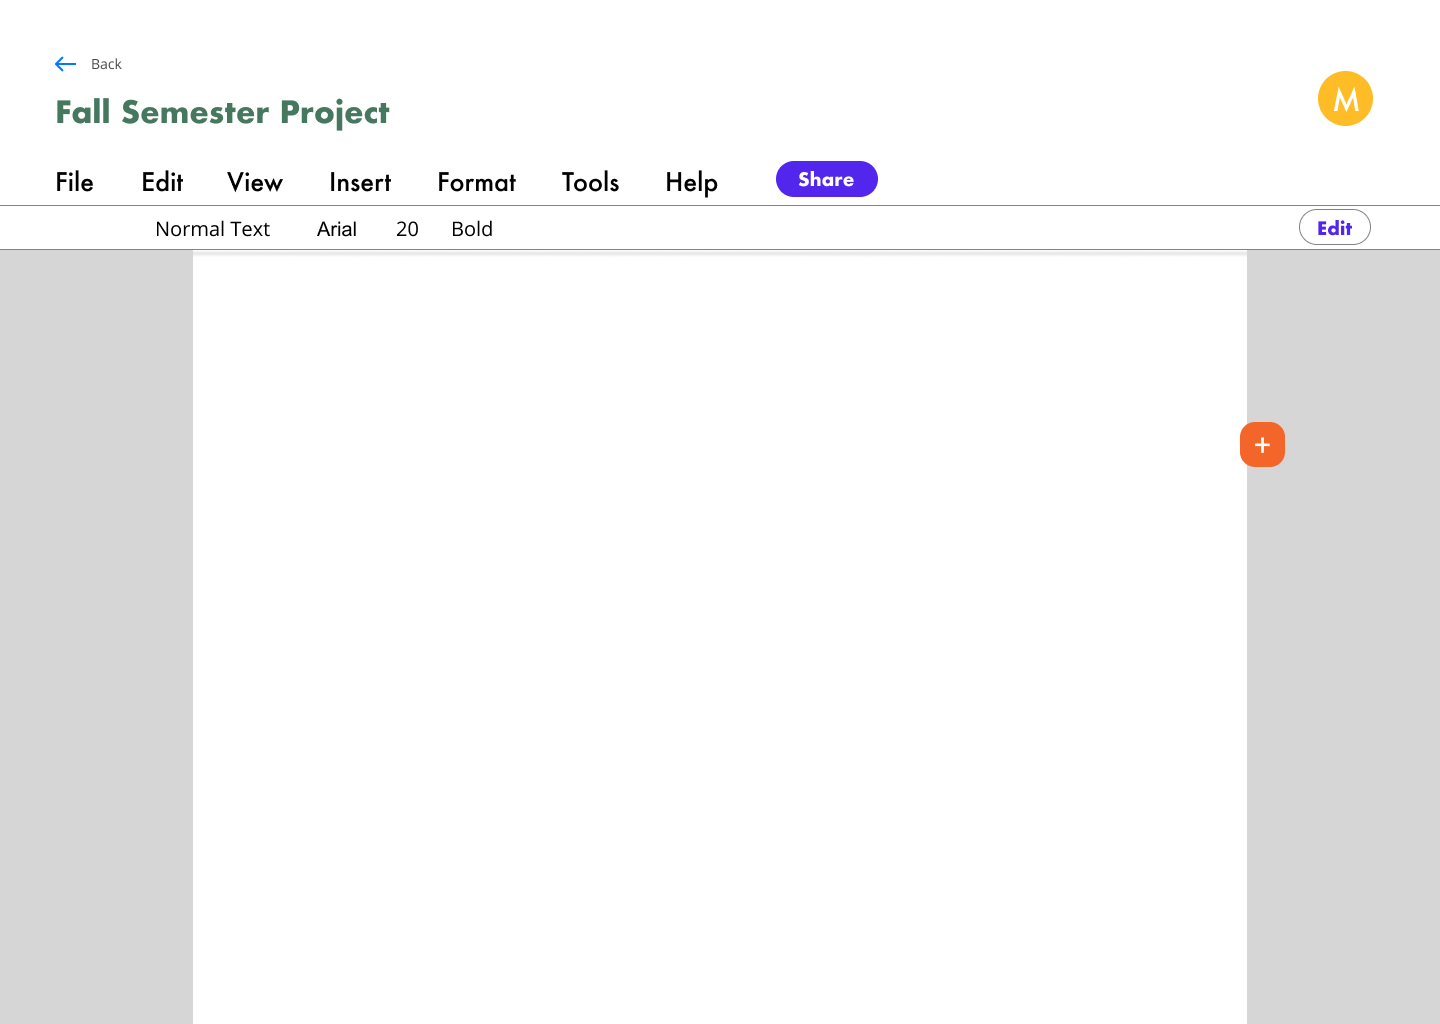 Back
Fall Semester Project
M
File Edit View Insert Format Tools Help Share
Normal Text Arial 20 Bold Edit
+